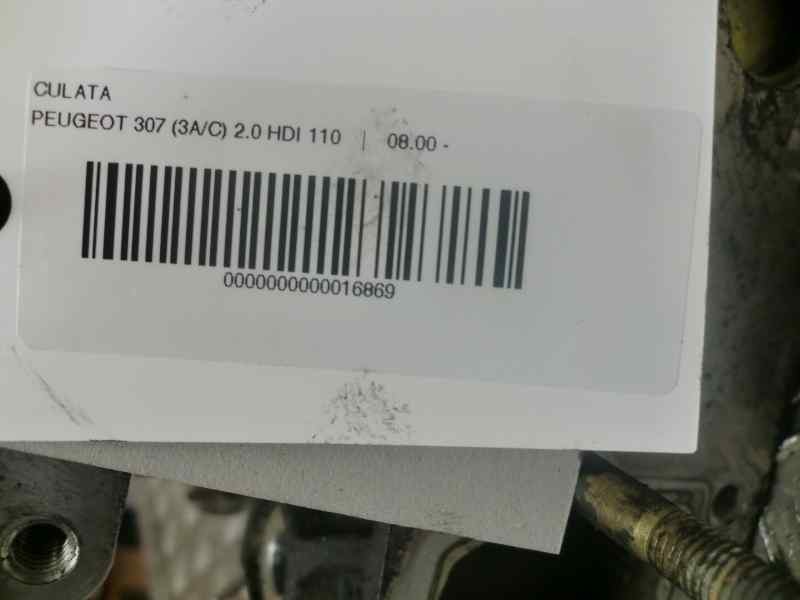 CULATA
PEUGEOT 307 (3A/C) 2.0 HDI 110 | 08.00 -
0000000000016869